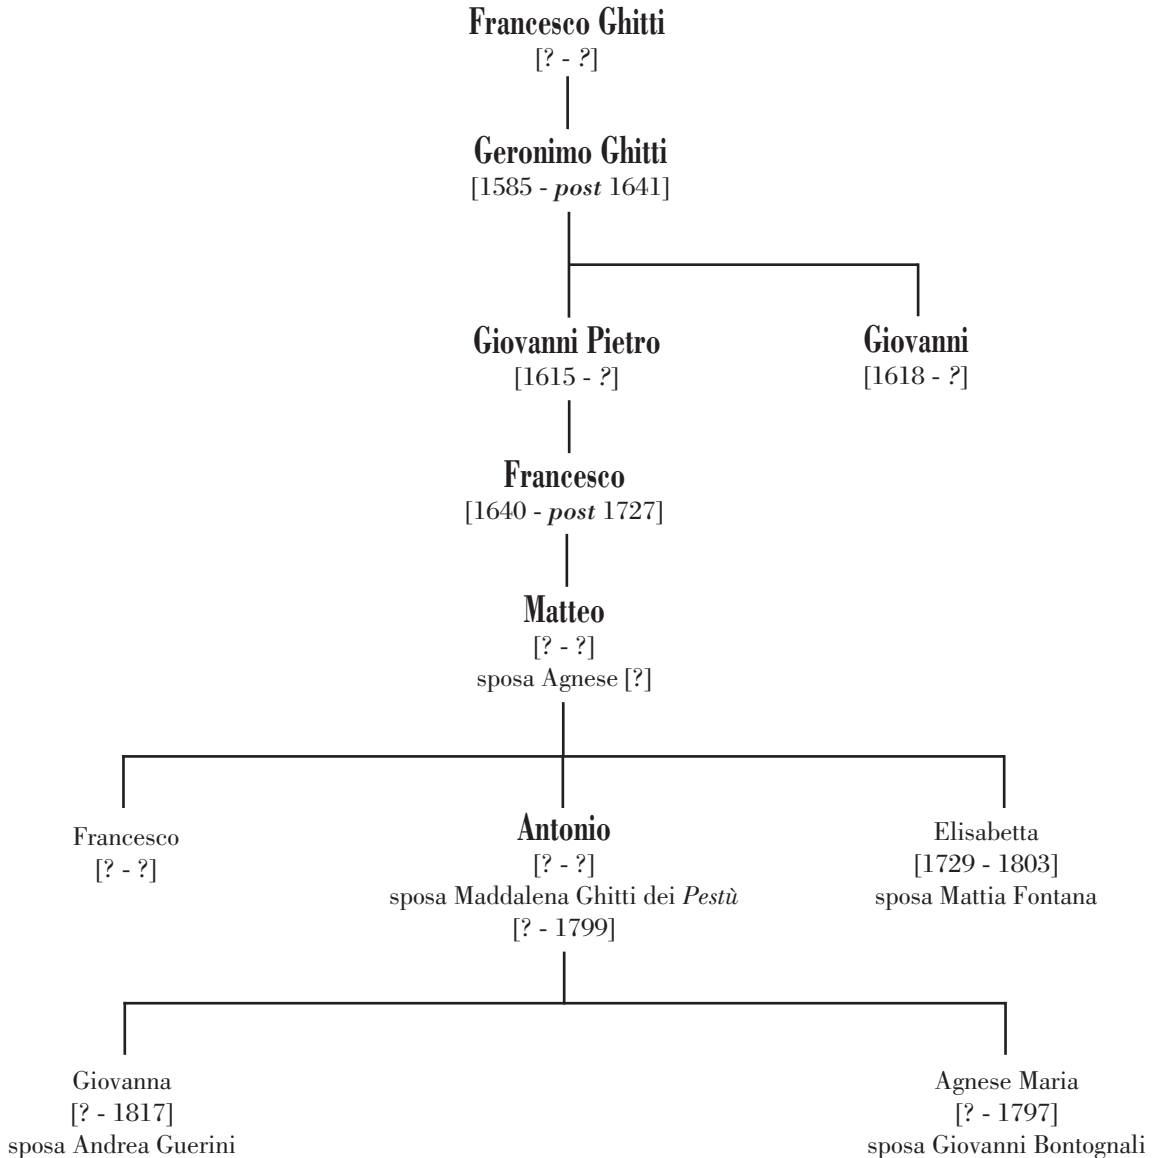 Francesco Ghitti
[? - ?]
Geronimo Ghitti
[1585 - post 1641]
Giovanni Pietro
[1615 - ?]
Giovanni
[1618 - ?]
Francesco
[1640 - post 1727]
Matteo
[? - ?]
sposa Agnese [?]
Francesco
[? - ?]
Antonio
[? - ?]
sposa Maddalena Ghitti dei Pestù
[? - 1799]
Elisabetta
[1729 - 1803]
sposa Mattia Fontana
Giovanna
[? - 1817]
sposa Andrea Guerini
Agnese Maria
[? - 1797]
sposa Giovanni Bontognali